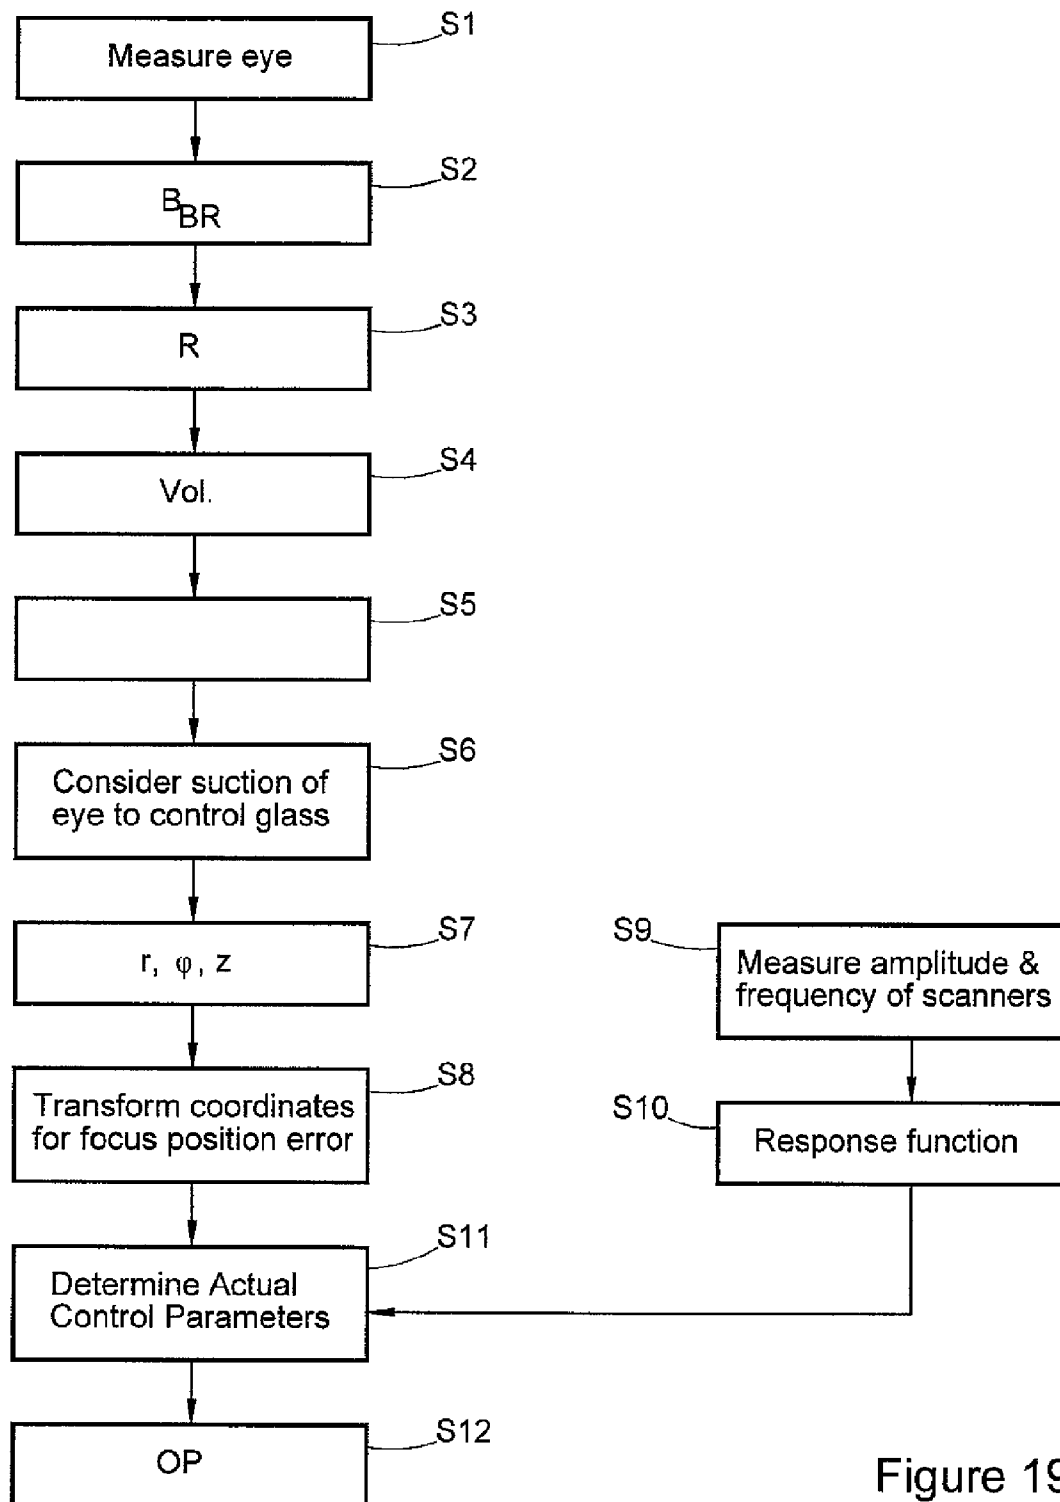 S1
Measure eye
S2
BBR
S3
R
S4
Vol.
S5
S6
Consider suction of
eye to control glass
S7
r, φ, z
S8
Transform coordinates
for focus position error
S9
Measure amplitude &
frequency of scanners
S10
Response function
S11
Determine Actual
Control Parameters
S12
OP
Figure 19